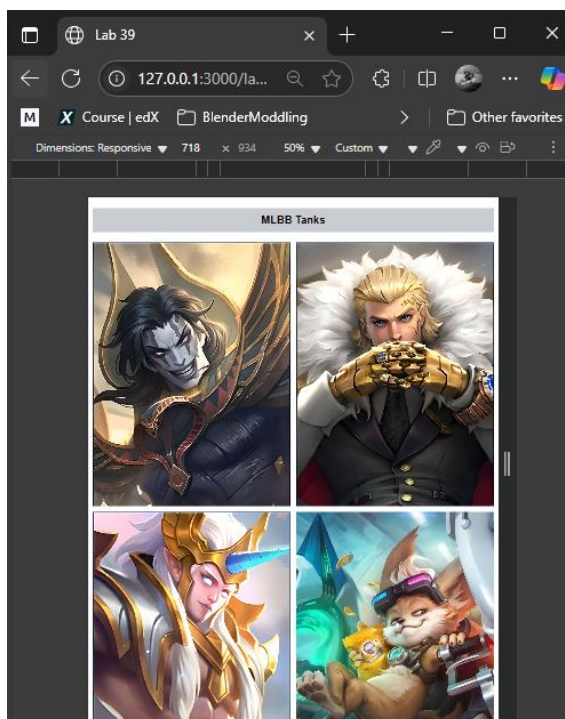 Lab 39
127.0.0.1:3000/la...
M X Course | edX BlenderModdling Other favorites
Dimensions: Responsive 718 x 934 50% Custom
MLBB Tanks